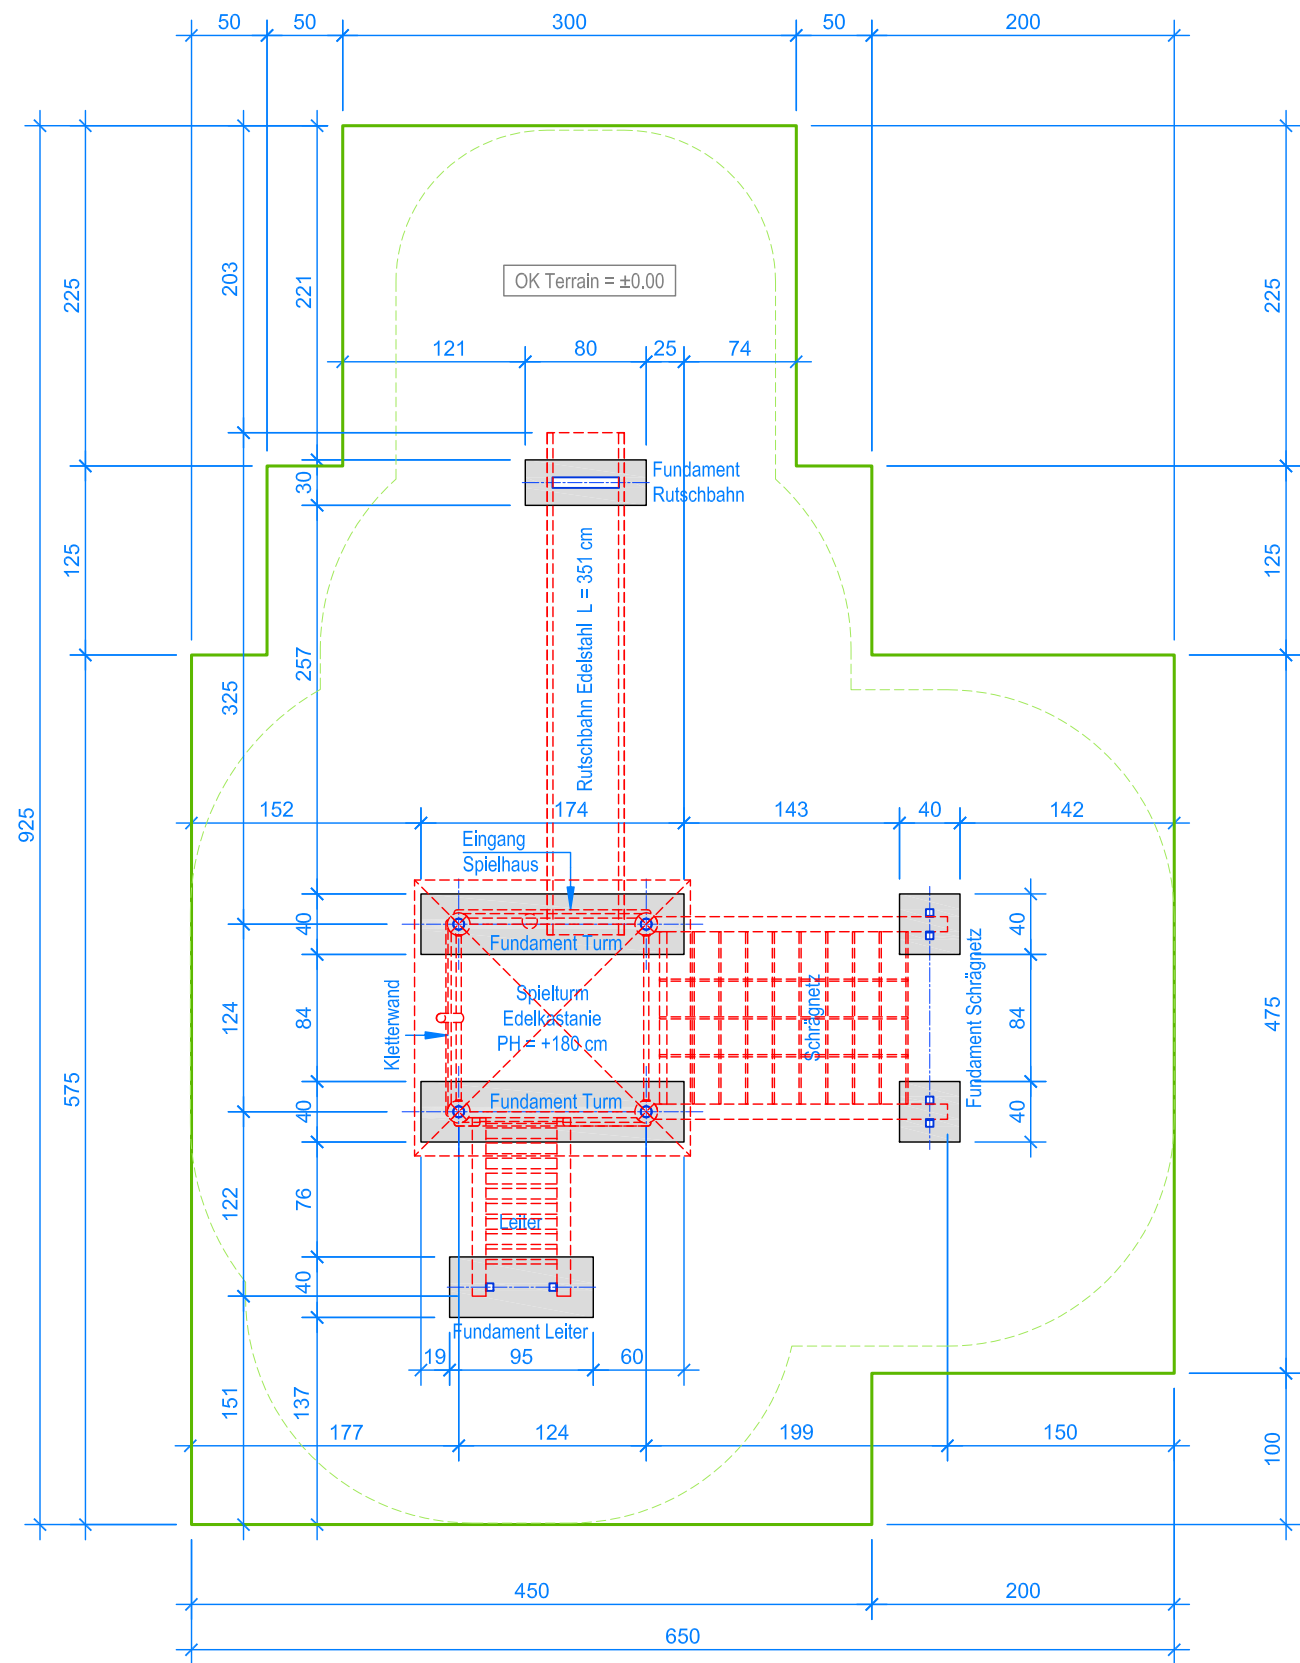 50 50 300 50 200
203
221
225
225
OK Terrain = ±0.00
121 80 25 74
Fundament
Rutschbahn
30
125
125
Rutschbahn Edelstahl L = 351 cm
257
325
925
152 174 143 40 142
Eingang
Spielhaus
40
40
Fundament Turm
Kletterwand
Spielturm
Edelkastanie
PH = +180 cm
Schrägnetz
Fundament Schrägnetz
124
84
84
475
575
Fundament Turm
40
40
122
76
Leiter
40
Fundament Leiter
19 95 60
151
137
177 124 199 150
100
450 200
650